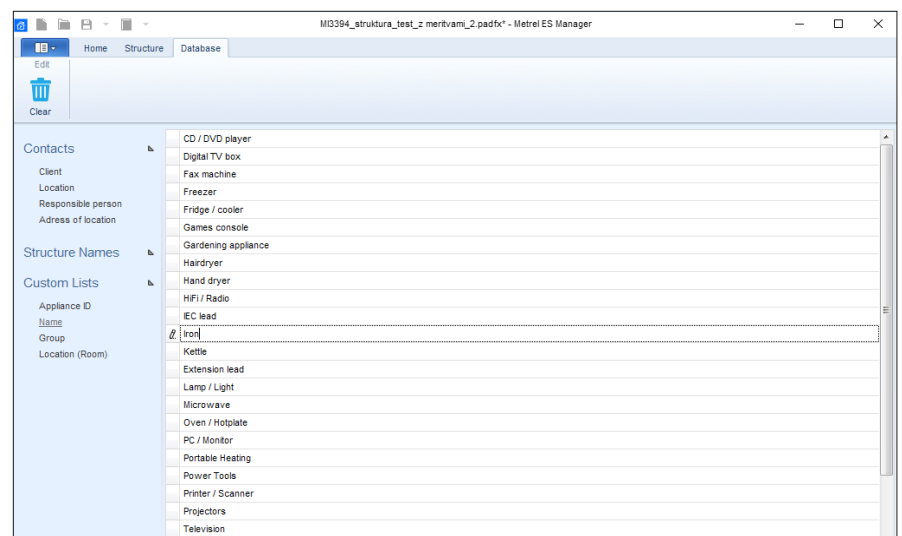 MI3394_struktura_test_z meritvami_2.padfx* - Metrel ES Manager
Home Structure Database
Edit
Clear
Contacts
Client
Location
Responsible person
Adress of location
Structure Names
Custom Lists
Appliance ID
Name
Group
Location (Room)
CD / DVD player
Digital TV box
Fax machine
Freezer
Fridge / cooler
Games console
Gardening appliance
Hairdryer
Hand dryer
HiFi / Radio
IEC lead
Iron
Kettle
Extension lead
Lamp / Light
Microwave
Oven / Hotplate
PC / Monitor
Portable Heating
Power Tools
Printer / Scanner
Projectors
Television